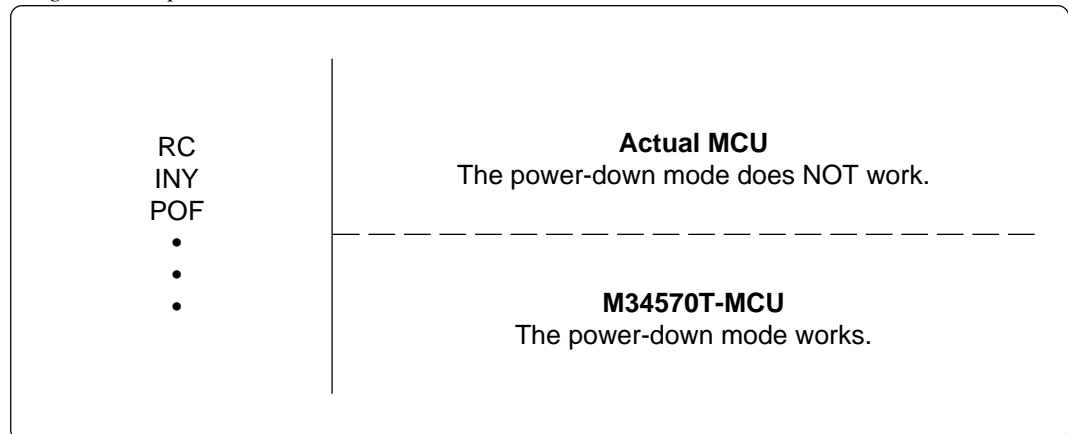 RC
INY
POF
•
•
•
Actual MCU
The power-down mode does NOT work.
M34570T-MCU
The power-down mode works.